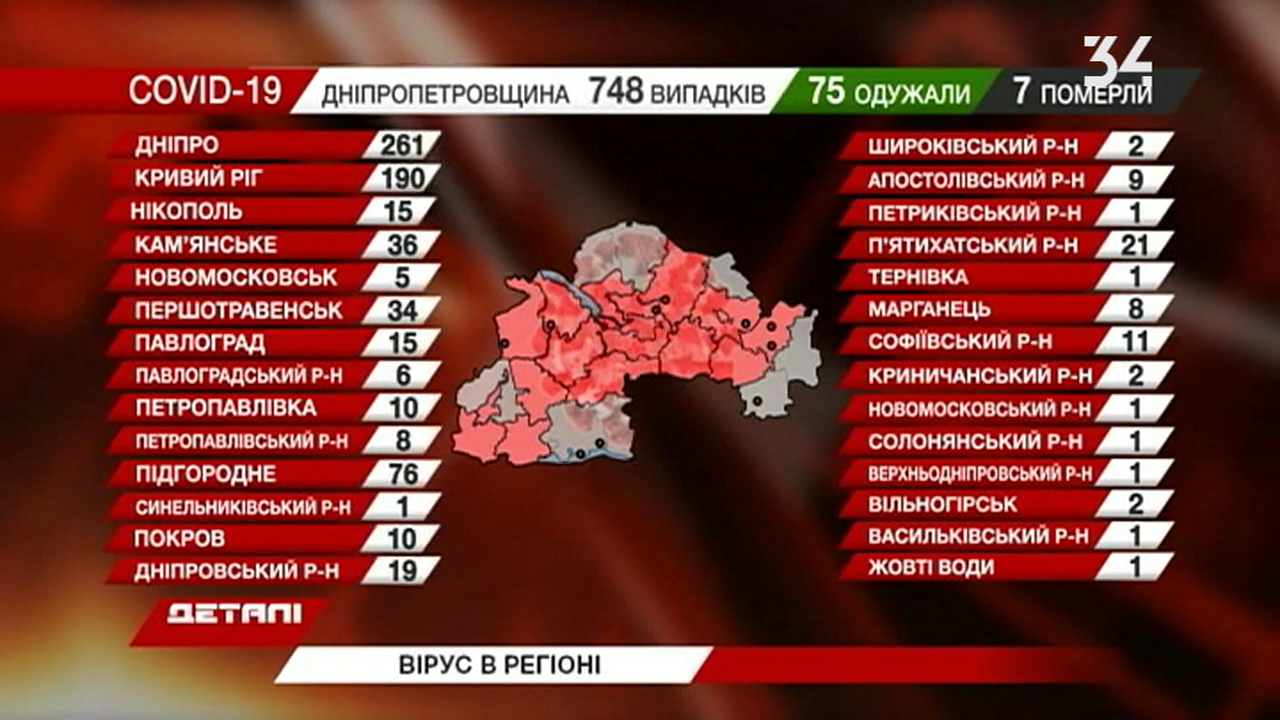 34
COVID-19 ДНІПРОПЕТРОВЩИНА 748 ВИПАДКІВ 75 ОДУЖАЛИ 7 ПОМЕРЛИ
ДНІПРО 261
КРИВИЙ РІГ 190
НІКОПОЛЬ 15
КАМ'ЯНСЬКЕ 36
НОВОМОСКОВСЬК 5
ПЕРШОТРАВЕНСЬК 34
ПАВЛОГРАД 15
ПАВЛОГРАДСЬКИЙ Р-Н 6
ПЕТРОПАВЛІВКА 10
ПЕТРОПАВЛІВСЬКИЙ Р-Н 8
ПІДГОРОДНЕ 76
СИНЕЛЬНИКІВСЬКИЙ Р-Н 1
ПОКРОВ 10
ДНІПРОВСЬКИЙ Р-Н 19
ШИРОКІВСЬКИЙ Р-Н 2
АПОСТОЛІВСЬКИЙ Р-Н 9
ПЕТРИКІВСЬКИЙ Р-Н 1
П'ЯТИХАТСЬКИЙ Р-Н 21
ТЕРНІВКА 1
МАРГАНЕЦЬ 8
СОФІЇВСЬКИЙ Р-Н 11
КРИНИЧАНСЬКИЙ Р-Н 2
НОВОМОСКОВСЬКИЙ Р-Н 1
СОЛОНЯНСЬКИЙ Р-Н 1
ВЕРХНЬОДНІПРОВСЬКИЙ Р-Н 1
ВІЛЬНОГІРСЬК 2
ВАСИЛЬКІВСЬКИЙ Р-Н 1
ЖОВТІ ВОДИ 1
ДЕТАЛІ
ВІРУС В РЕГІОНІ